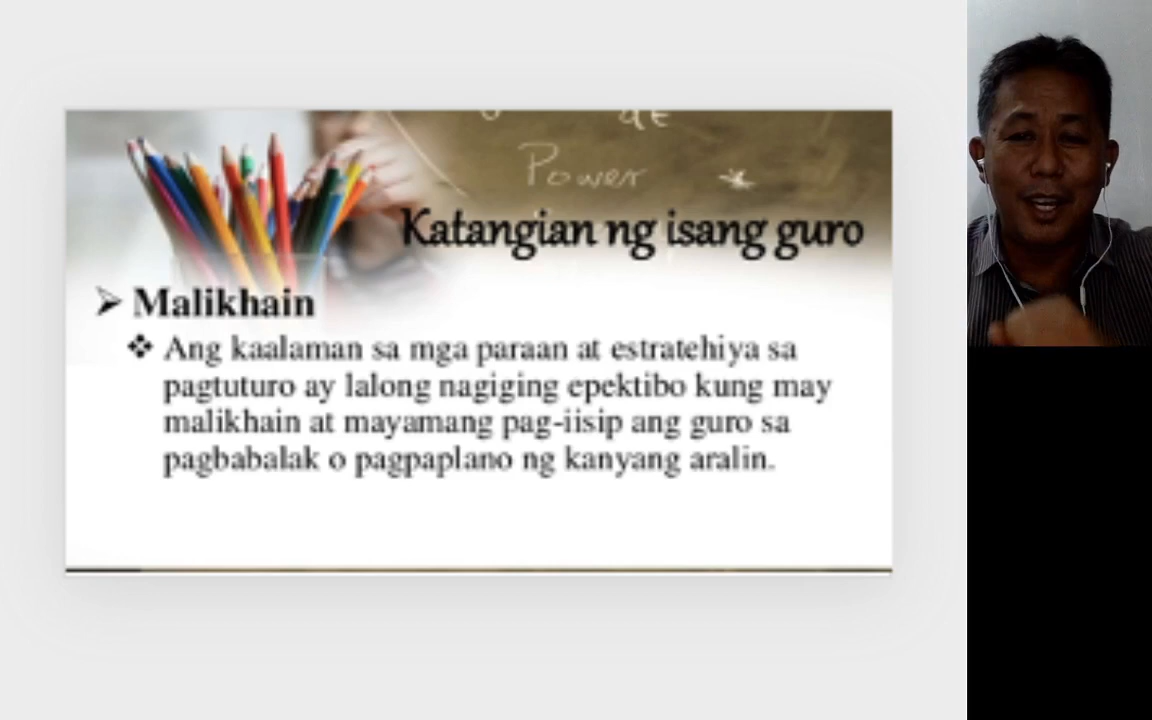 at
Power
Katangian ng isang guro
Malikhain
Ang kaalaman sa mga paraan at estratehiya sa
pagtuturo ay lalong nagiging epektibo kung may
malikhain at mayamang pag-iisip ang guro sa
pagbabalak o pagpaplano ng kanyang aralin.